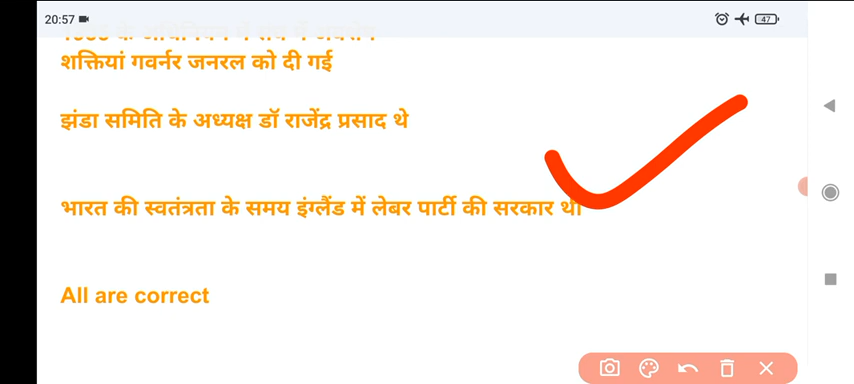 20:57
47
शक्तियां गवर्नर जनरल को दी गई
झंडा समिति के अध्यक्ष डॉ राजेंद्र प्रसाद थे
भारत की स्वतंत्रता के समय इंग्लैंड में लेबर पार्टी की सरकार थी
All are correct